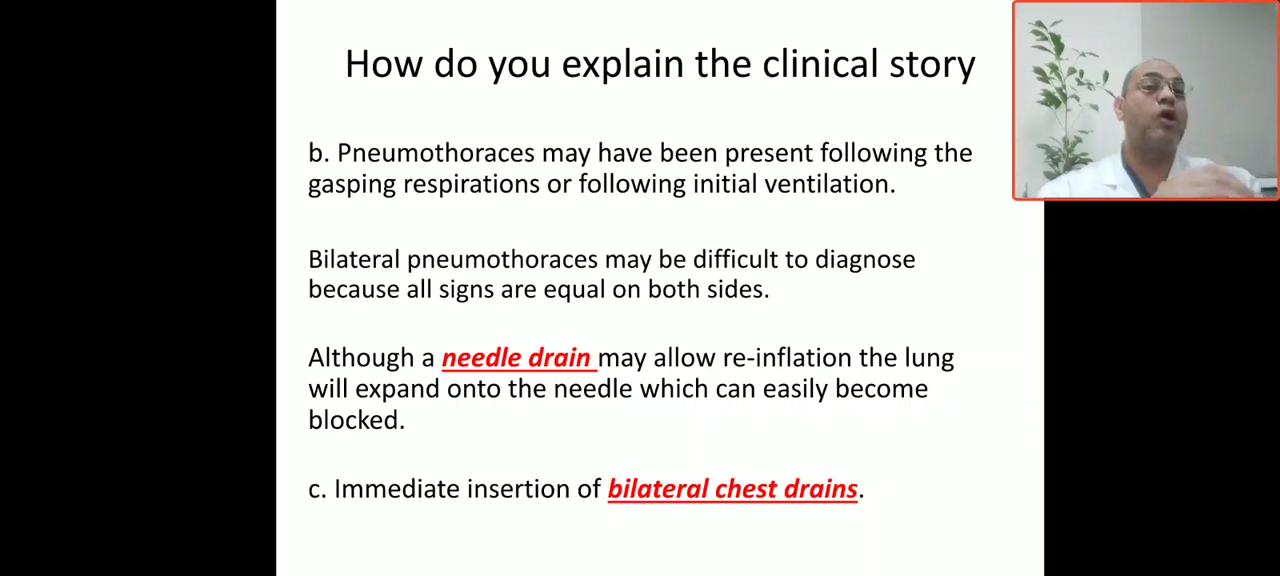 How do you explain the clinical story
b. Pneumothoraces may have been present following the
gasping respirations or following initial ventilation.
Bilateral pneumothoraces may be difficult to diagnose
because all signs are equal on both sides.
Although a needle drain may allow re-inflation the lung
will expand onto the needle which can easily become
blocked.
c. Immediate insertion of bilateral chest drains.